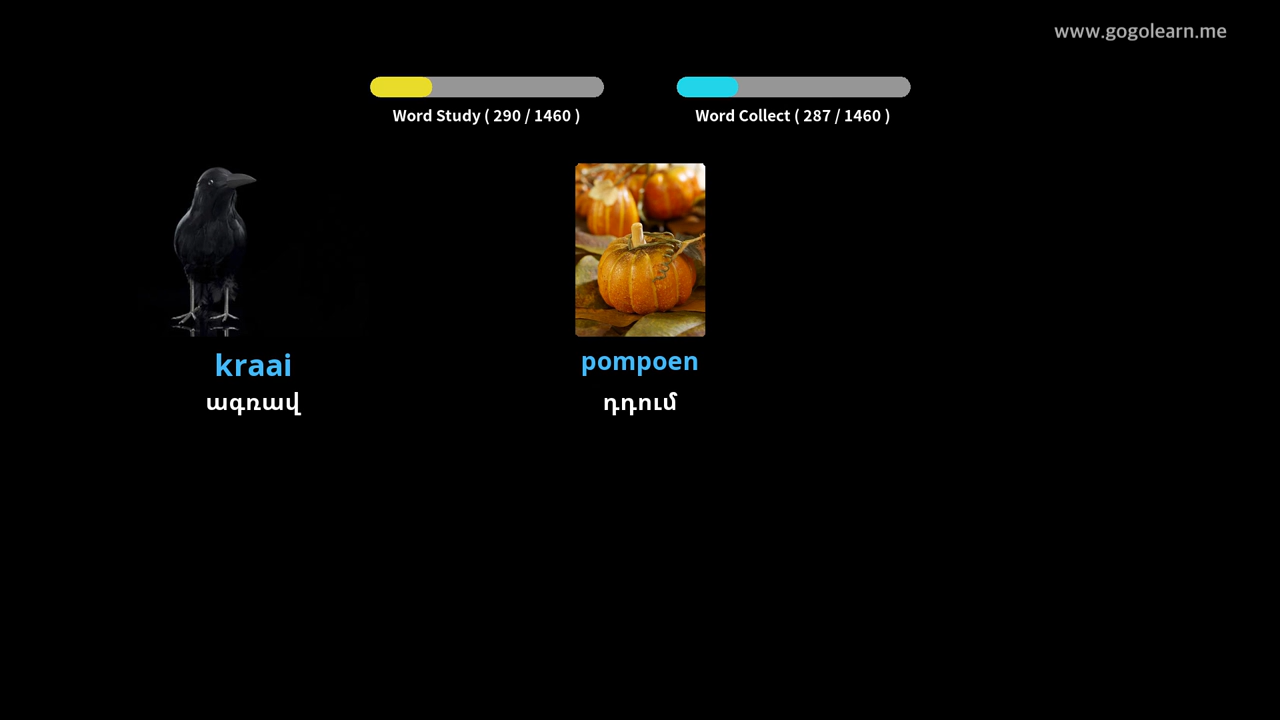 www.gogolearn.me
Word Study ( 290 / 1460 )
Word Collect ( 287 / 1460 )
kraai
ագռավ
pompoen
դդում